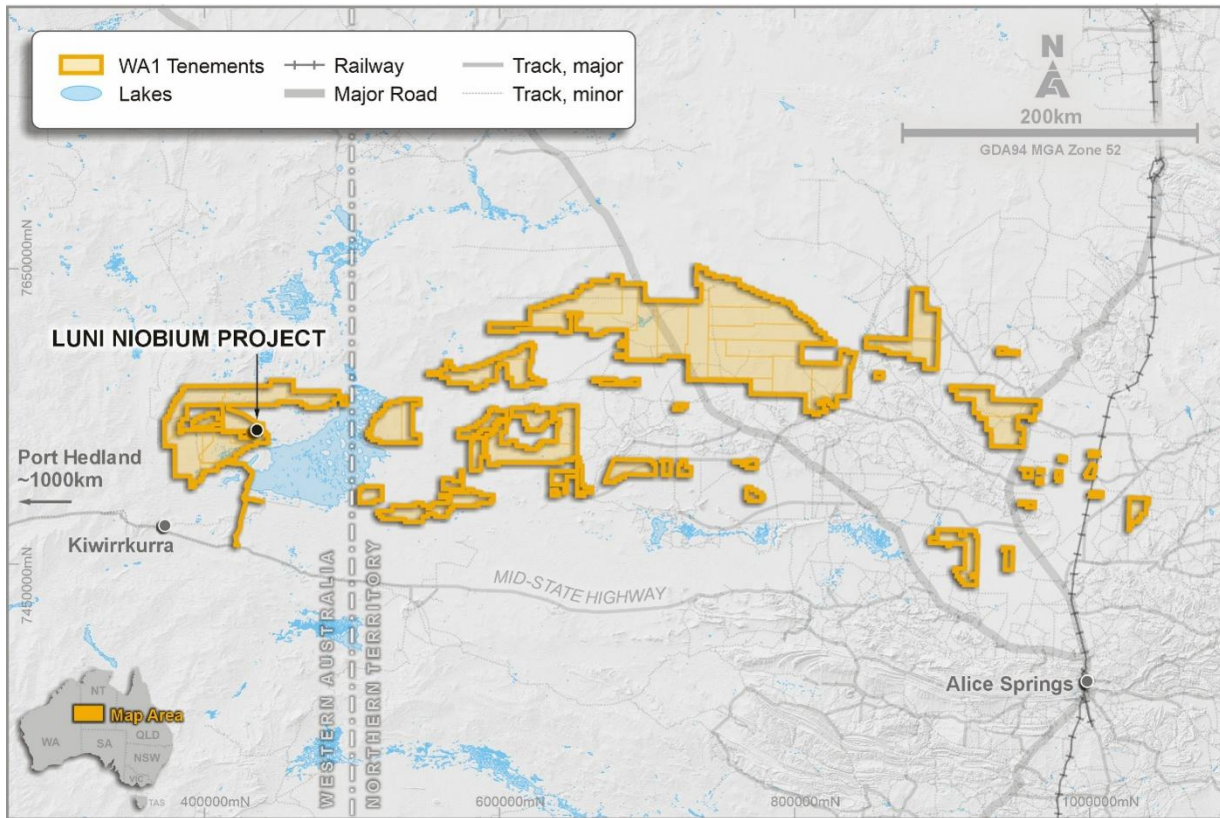 WA1 Tenements
Lakes
Railway
Major Road
Track, major
Track, minor
N
200km
GDA94 MGA Zone 52
7650000mN
LUNI NIOBIUM PROJECT
Port Hedland
~1000km
Kiwirrkurra
7450000mN
MID-STATE HIGHWAY
WESTERN AUSTRALIA
NORTHERN TERRITORY
Alice Springs
NT
Map Area
WA
QLD
SA
NSW
VIC
TAS
400000mN
600000mN
800000mN
1000000mN